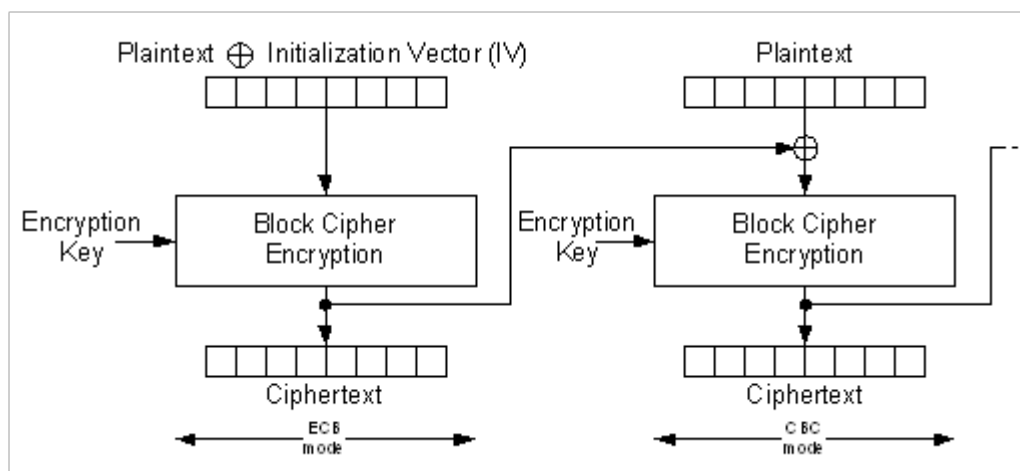 Plaintext ⊕ Initialization Vector (IV)
Plaintext
Encryption
Key
Block Cipher
Encryption
Encryption
Key
Block Cipher
Encryption
Ciphertext
Ciphertext
ECB
mode
CBC
mode